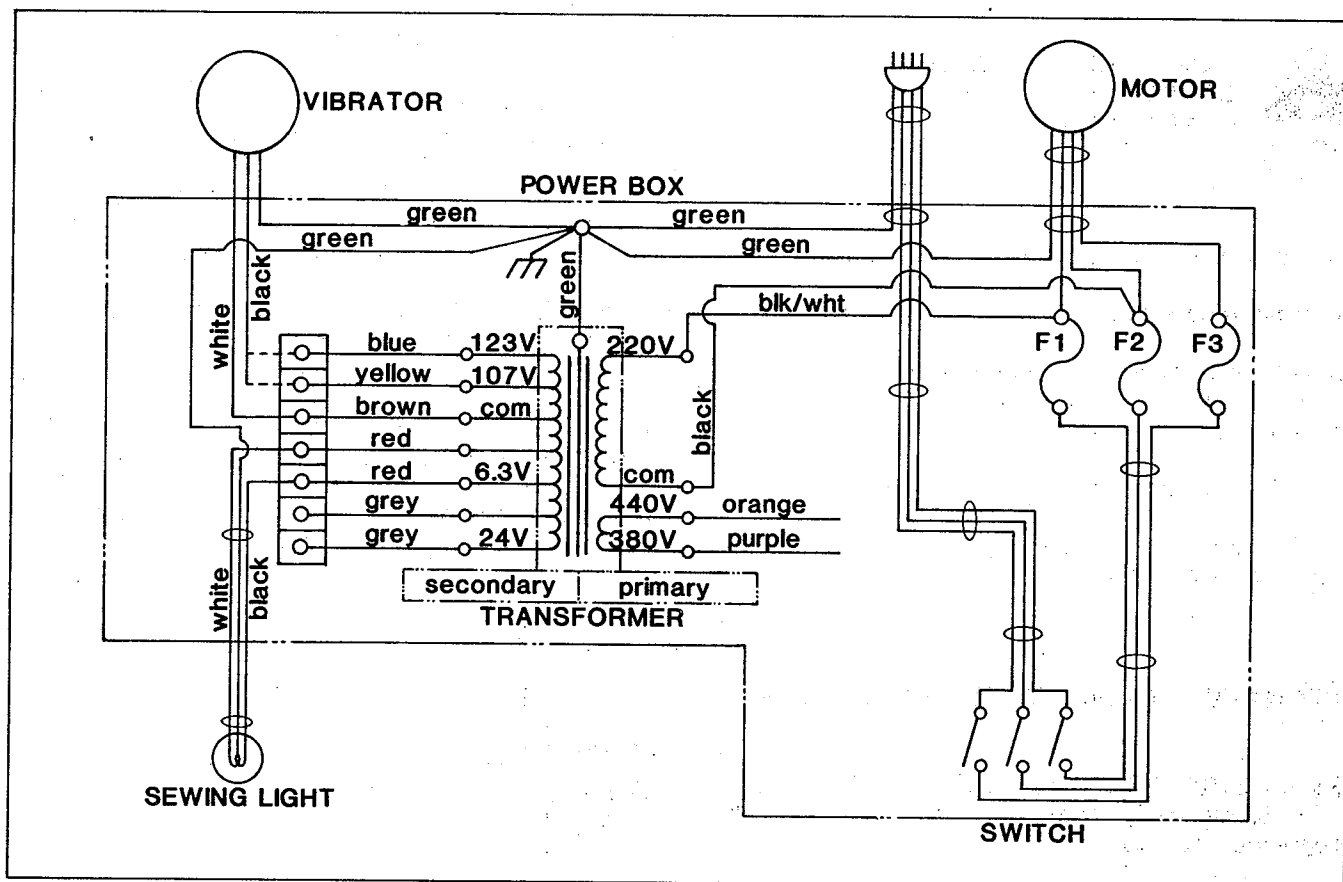 VIBRATOR
MOTOR
POWER BOX
green
green
green
green
green
black
white
blk/wht
F1
F2
F3
blue
123V
220V
yellow
107V
brown
com
black
red
red
6.3V
com
grey
440V
orange
grey
24V
380V
purple
secondary
primary
TRANSFORMER
white
black
SEWING LIGHT
SWITCH